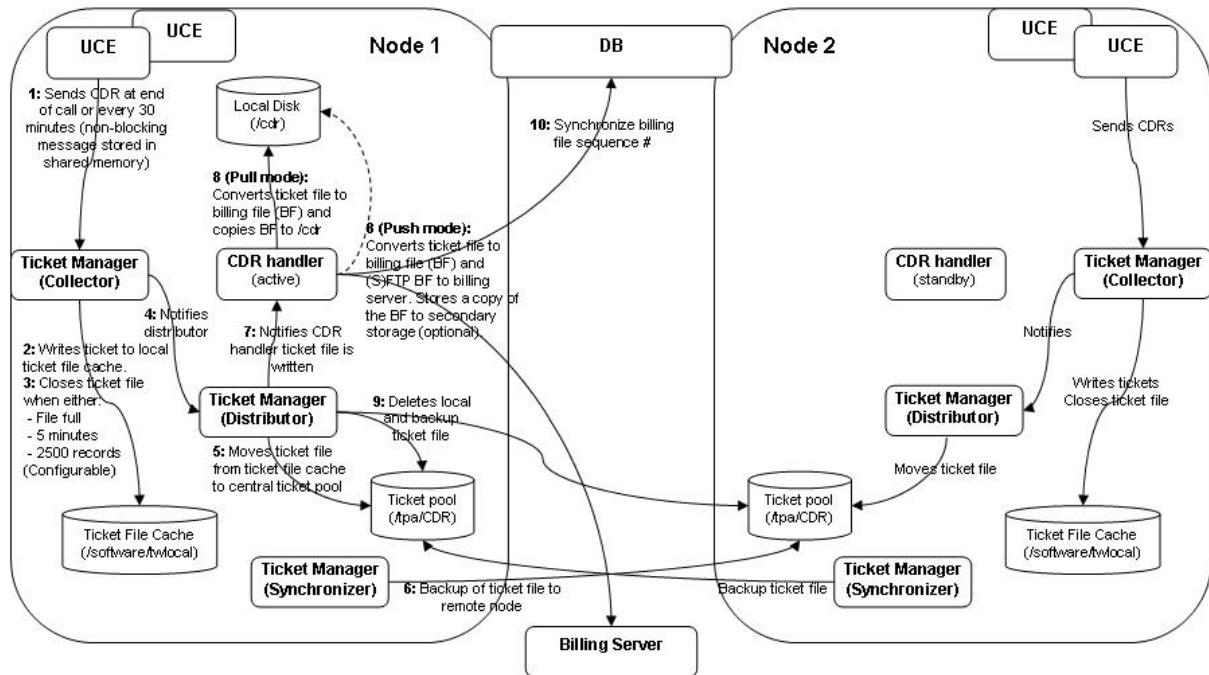 UCE
UCE
Node 1
DB
Node 2
UCE
UCE
1: Sends CDR at end
of call or every 30
minutes (non-blocking
message stored in
shared memory)
Local Disk
(/cdr)
10: Synchronize billing
file sequence #
Sends CDRs
8 (Pull mode):
Converts ticket file to
billing file (BF) and
copies BF to /cdr
8 (Push mode):
Converts ticket file to
billing file (BF) and
(S)FTP BF to billing
server. Stores a copy of
the BF to secondary
storage (optional)
Ticket Manager
(Collector)
CDR handler
(active)
CDR handler
(standby)
Ticket Manager
(Collector)
4: Notifies
distributor
7: Notifies CDR
handler ticket file is
written
Notifies
2: Writes ticket to local
ticket file cache.
3: Closes ticket file
when either:
- File full
- 5 minutes
- 2500 records
(Configurable)
Ticket Manager
(Distributor)
9: Deletes local
and backup
ticket file
Ticket Manager
(Distributor)
Writes tickets
Closes ticket file
5: Moves ticket file
from ticket file cache
to central ticket pool
Moves ticket file
Ticket pool
(/tpa/CDR)
Ticket pool
(/tpa/CDR)
Ticket File Cache
(/software/twlocal)
Ticket File Cache
(/software/twlocal)
Ticket Manager
(Synchronizer)
6: Backup of ticket file to
remote node
Backup ticket file
Ticket Manager
(Synchronizer)
Billing Server